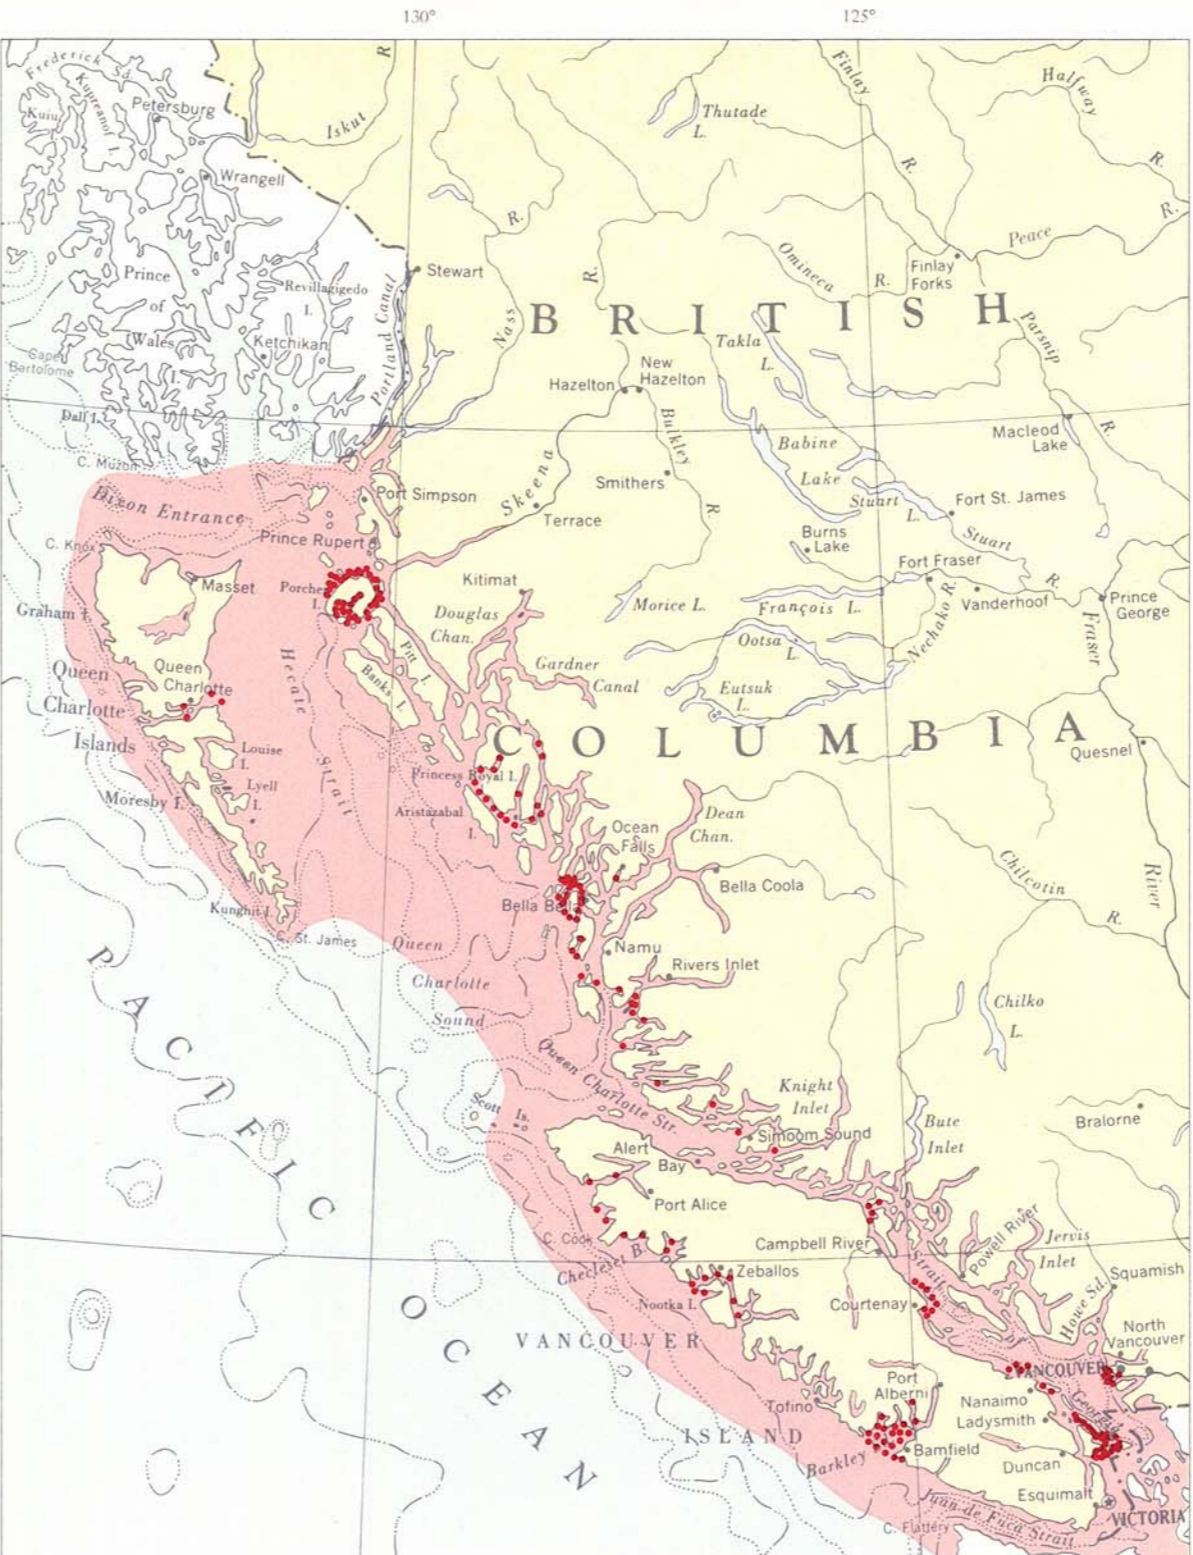 130°
125°
Frederick Sd.
Kupreanof I.
Kuiu
Petersburg
Iskut
R.
Finlay
R.
Halfway
R.
Thutade
L.
Wrangell
R.
R.
Peace
Omineca
R.
Finlay
Forks
Stewart
Prince
of
Wales
I.
Revillagigedo
I.
Ketchikan
Portland Canal
Nass
R.
BRITISH
Takla
L.
Parsnip
R.
Cape
Bartolome
Dall I.
C. Muzon
New
Hazelton
Hazelton
Bulkley
R.
Babine
Lake
Macleod
Lake
Dixon Entrance
Port Simpson
Skeena
Smithers
Terrace
Stuart
L.
Fort St. James
Stuart
R.
Burns
Lake
C. Knox
Masset
Prince Rupert
Porcher
I.
Kitimat
Fort Fraser
Vanderhoof
Prince
George
Graham I.
Douglas
Chan.
Morice L.
François L.
Nechako R.
Fraser
Ootsa
L.
Hecate
Strait
Pitt
I.
Banks
I.
Gardner
Canal
Eutsuk
L.
Queen
Charlotte
Islands
Queen
Charlotte
COLUMBIA
Quesnel
Louise
I.
Lyell
I.
Moresby I.
Princess Royal I.
Aristazabal
I.
Dean
Chan.
Ocean
Falls
Chilcotin
R.
River
Bella Bella
Bella Coola
Kunghit I.
C. St. James
Queen
Charlotte
Sound
Namu
Rivers Inlet
Chilko
L.
PACIFIC
Queen Charlotte Str.
Knight
Inlet
Scott Is.
Simoom Sound
Bute
Inlet
Bralorne
Alert
Bay
Port Alice
C. Cook
Checleset B.
Campbell River
Powell River
Jervis
Inlet
Zeballos
Strait
of
Georgia
Howe Sd.
Squamish
Nootka I.
Courtenay
North
Vancouver
OCEAN
VANCOUVER
VANCOUVER
Port
Alberni
Nanaimo
Tofino
Ladysmith
ISLAND
Barkley
Bamfield
Duncan
Esquimalt
VICTORIA
Juan de Fuca Strait
C. Flattery